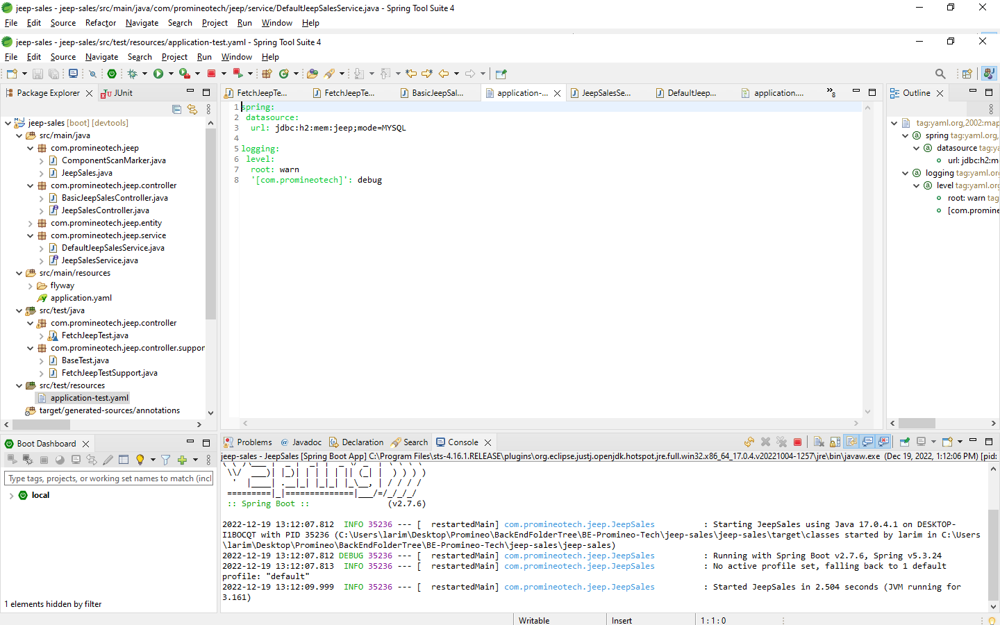 jeep-sales - jeep-sales/src/main/java/com/promineotech/jeep/service/DefaultJeepSalesService.java - Spring Tool Suite 4
File Edit Source Refactor Navigate Search Project Run Window Help
jeep-sales - jeep-sales/src/test/resources/application-test.yaml - Spring Tool Suite 4
File Edit Source Navigate Search Project Run Window Help
Package Explorer
JUnit
FetchJeepTe...
FetchJeepTe...
BasicJeepSal...
application-...
JeepSalesSe...
DefaultJeep...
application....
8
Outline
jeep-sales [boot] [devtools]
src/main/java
com.promineotech.jeep
ComponentScanMarker.java
JeepSales.java
com.promineotech.jeep.controller
BasicJeepSalesController.java
JeepSalesController.java
com.promineotech.jeep.entity
com.promineotech.jeep.service
DefaultJeepSalesService.java
JeepSalesService.java
src/main/resources
flyway
application.yaml
src/test/java
com.promineotech.jeep.controller
FetchJeepTest.java
com.promineotech.jeep.controller.suppor
BaseTest.java
FetchJeepTestSupport.java
src/test/resources
application-test.yaml
target/generated-sources/annotations
1 spring:
2 datasource:
3 url: jdbc:h2:mem:jeep;mode=MYSQL
4
5 logging:
6 level:
7 root: warn
8 '[com.promineotech]': debug
tag:yaml.org,2002:map
spring tag:yaml.org,
datasource tag:ya
url: jdbc:h2:m
logging tag:yaml.org
level tag:yaml.org
root: warn tag
[com.promine
Boot Dashboard
Type tags, projects, or working set names to match (incl
local
1 elements hidden by filter
Problems @ Javadoc Declaration Search Console
jeep-sales - JeepSales [Spring Boot App] C:\Program Files\sts-4.16.1.RELEASE\plugins\org.eclipse.justj.openjdk.hotspot.jre.full.win32.x86_64_17.0.4.v20221004-1257\jre\bin\javaw.exe (Dec 19, 2022, 1:12:06 PM) [pid:
:: Spring Boot :: (v2.7.6)
2022-12-19 13:12:07.812 INFO 35236 --- [ restartedMain] com.promineotech.jeep.JeepSales : Starting JeepSales using Java 17.0.4.1 on DESKTOP-
I1BOCQT with PID 35236 (C:\Users\larim\Desktop\Promineo\BackEndFolderTree\BE-Promineo-Tech\jeep-sales\jeep-sales\target\classes started by larim in C:\Users
\larim\Desktop\Promineo\BackEndFolderTree\BE-Promineo-Tech\jeep-sales\jeep-sales)
2022-12-19 13:12:07.812 DEBUG 35236 --- [ restartedMain] com.promineotech.jeep.JeepSales : Running with Spring Boot v2.7.6, Spring v5.3.24
2022-12-19 13:12:07.813 INFO 35236 --- [ restartedMain] com.promineotech.jeep.JeepSales : No active profile set, falling back to 1 default
profile: "default"
2022-12-19 13:12:09.999 INFO 35236 --- [ restartedMain] com.promineotech.jeep.JeepSales : Started JeepSales in 2.504 seconds (JVM running for
3.161)
Writable Insert 1 : 1 : 0